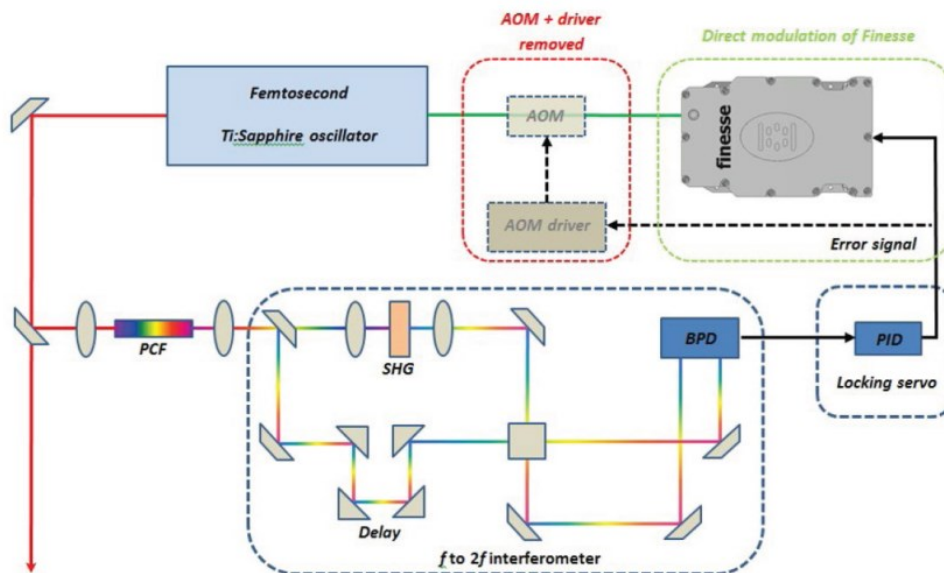 AOM + driver
removed
Direct modulation of Finesse
Femtosecond
Ti:Sapphire oscillator
AOM
finesse
AOM driver
Error signal
PCF
SHG
BPD
PID
Locking servo
Delay
f to 2f interferometer